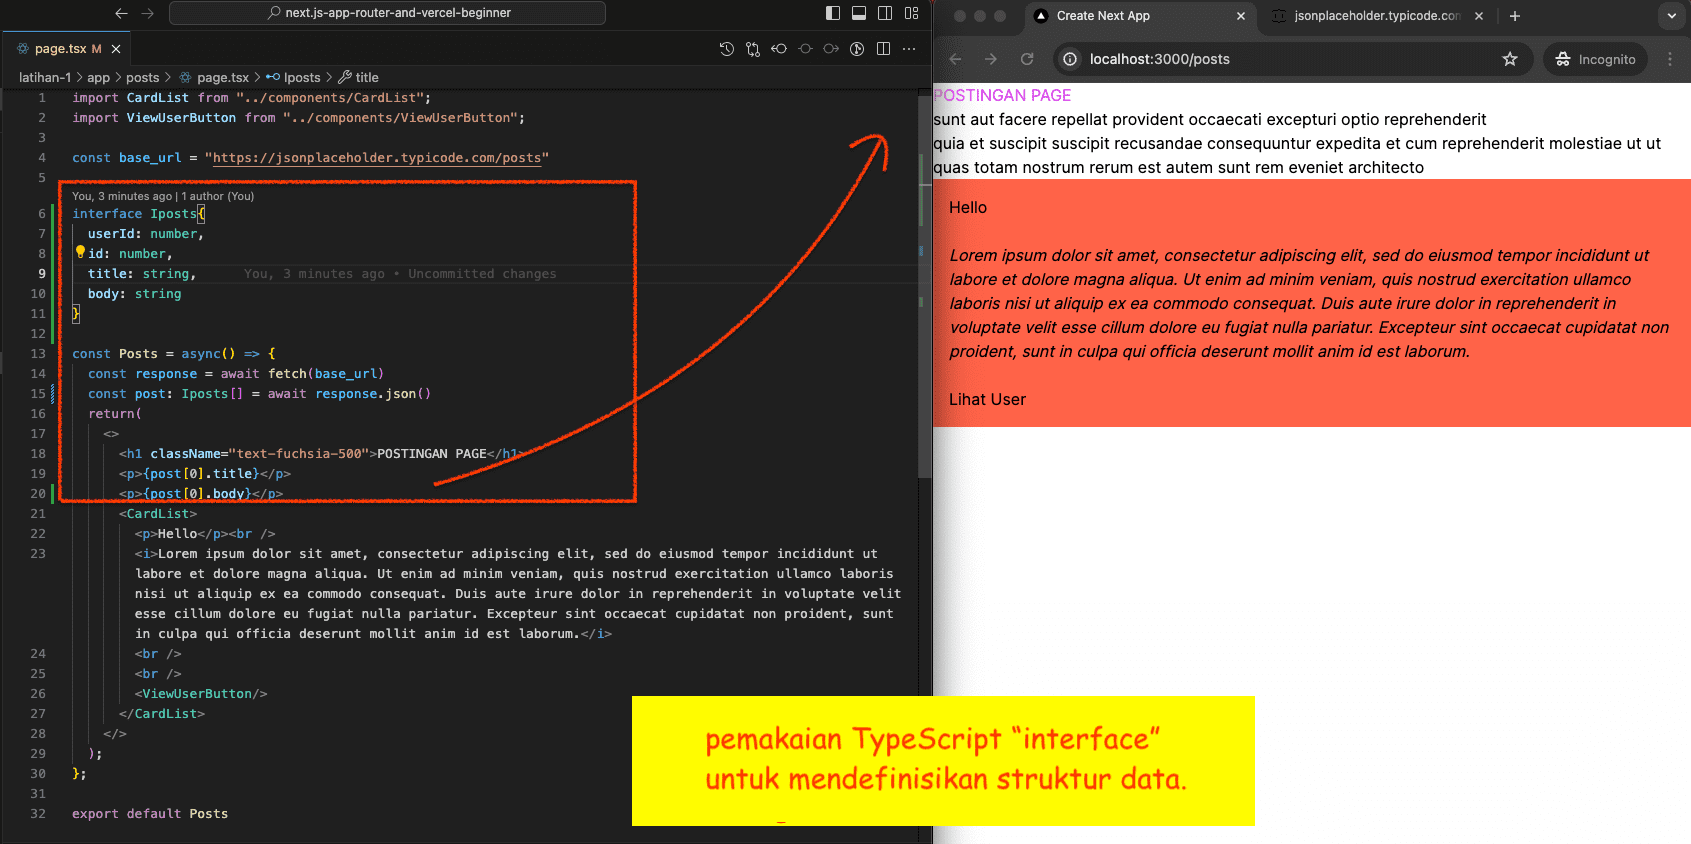 next.js-app-router-and-vercel-beginner
page.tsx M
latihan-1 > app > posts > page.tsx > Iposts > title
1 import CardList from "../components/CardList";
2 import ViewUserButton from "../components/ViewUserButton";
3
4 const base_url = "https://jsonplaceholder.typicode.com/posts"
5
You, 3 minutes ago | 1 author (You)
6 interface Iposts{
7 userId: number,
8 id: number,
9 title: string, You, 3 minutes ago • Uncommitted changes
10 body: string
11 }
12
13 const Posts = async() => {
14 const response = await fetch(base_url)
15 const post: Iposts[] = await response.json()
16 return(
17 <>
18 <h1 className="text-fuchsia-500">POSTINGAN PAGE</h1>
19 <p>{post[0].title}</p>
20 <p>{post[0].body}</p>
21 <CardList>
22 <p>Hello</p><br />
23 <i>Lorem ipsum dolor sit amet, consectetur adipiscing elit, sed do eiusmod tempor incididunt ut
labore et dolore magna aliqua. Ut enim ad minim veniam, quis nostrud exercitation ullamco laboris
nisi ut aliquip ex ea commodo consequat. Duis aute irure dolor in reprehenderit in voluptate velit
esse cillum dolore eu fugiat nulla pariatur. Excepteur sint occaecat cupidatat non proident, sunt
in culpa qui officia deserunt mollit anim id est laborum.</i>
24 <br />
25 <br />
26 <ViewUserButton/>
27 </CardList>
28 </>
29 );
30 };
31
32 export default Posts
Create Next App
jsonplaceholder.typicode.com
localhost:3000/posts
Incognito
POSTINGAN PAGE
sunt aut facere repellat provident occaecati excepturi optio reprehenderit
quia et suscipit suscipit recusandae consequuntur expedita et cum reprehenderit molestiae ut ut
quas totam nostrum rerum est autem sunt rem eveniet architecto
Hello
Lorem ipsum dolor sit amet, consectetur adipiscing elit, sed do eiusmod tempor incididunt ut
labore et dolore magna aliqua. Ut enim ad minim veniam, quis nostrud exercitation ullamco
laboris nisi ut aliquip ex ea commodo consequat. Duis aute irure dolor in reprehenderit in
voluptate velit esse cillum dolore eu fugiat nulla pariatur. Excepteur sint occaecat cupidatat non
proident, sunt in culpa qui officia deserunt mollit anim id est laborum.
Lihat User
pemakaian TypeScript “interface”
untuk mendefinisikan struktur data.